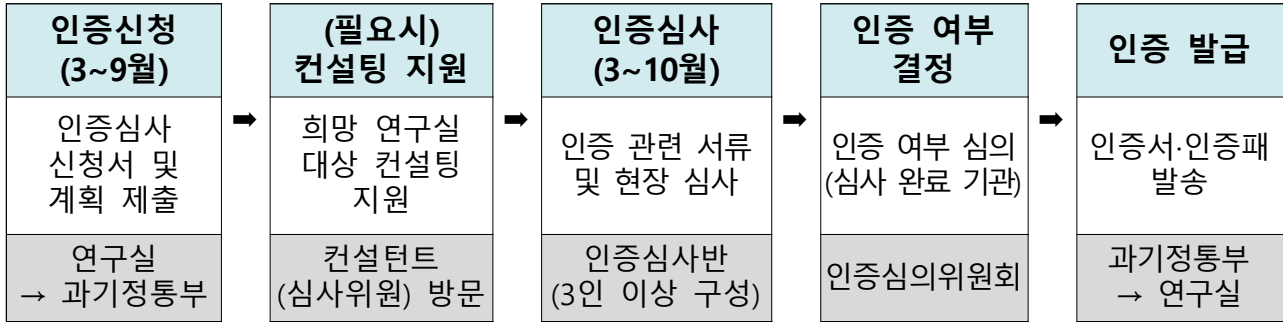 인증신청
(3~9월)
인증심사
신청서 및
계획 제출
연구실
→ 과기정통부
➡
(필요시)
컨설팅 지원
희망 연구실
대상 컨설팅
지원
컨설턴트
(심사위원) 방문
➡
인증심사
(3~10월)
인증 관련 서류
및 현장 심사
인증심사반
(3인 이상 구성)
➡
인증 여부
결정
인증 여부 심의
(심사 완료 기관)
인증심의위원회
➡
인증 발급
인증서·인증패
발송
과기정통부
→ 연구실